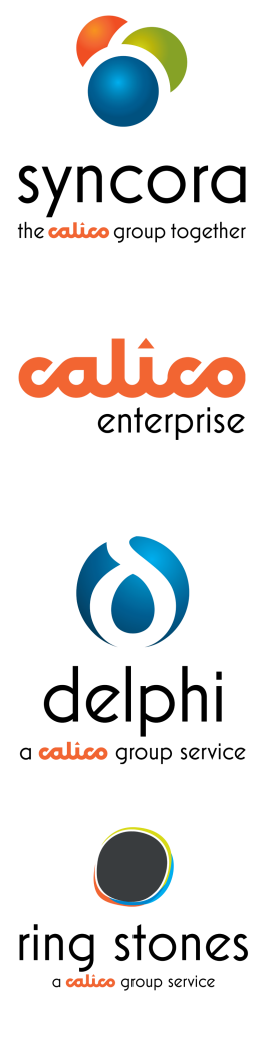 syncora
the calico group together
calico
enterprise
delphi
a calico group service
ring stones
a calico group service